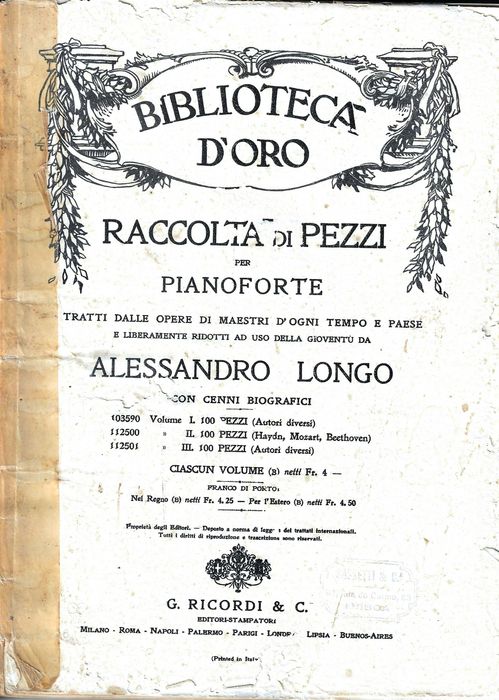 BIBLIOTECA
D'ORO
RACCOLTA DI PEZZI
PER
PIANOFORTE
TRATTI DALLE OPERE DI MAESTRI D'OGNI TEMPO E PAESE
E LIBERAMENTE RIDOTTI AD USO DELLA GIOVENTÙ DA
ALESSANDRO LONGO
CON CENNI BIOGRAFICI
103590 Volume I. 100 PEZZI (Autori diversi)
112500 » II. 100 PEZZI (Haydn, Mozart, Beethoven)
112501 » III. 100 PEZZI (Autori diversi)
CIASCUN VOLUME (B) netti Fr. 4 —
FRANCO DI PORTO:
Nel Regno (B) netti Fr. 4. 25 — Per l'Estero (B) netti Fr. 4. 50
Proprietà degli Editori. — Deposto a norma di legg i dei trattati internazionali.
Tutti i diritti di riproduzione e trascrizione sono riservati.
G. RICORDI & C.
EDITORI-STAMPATORI
MILANO - ROMA - NAPOLI - PALERMO - PARIGI - LONDR LIPSIA - BUENOS-AIRES
(Printed in Italy